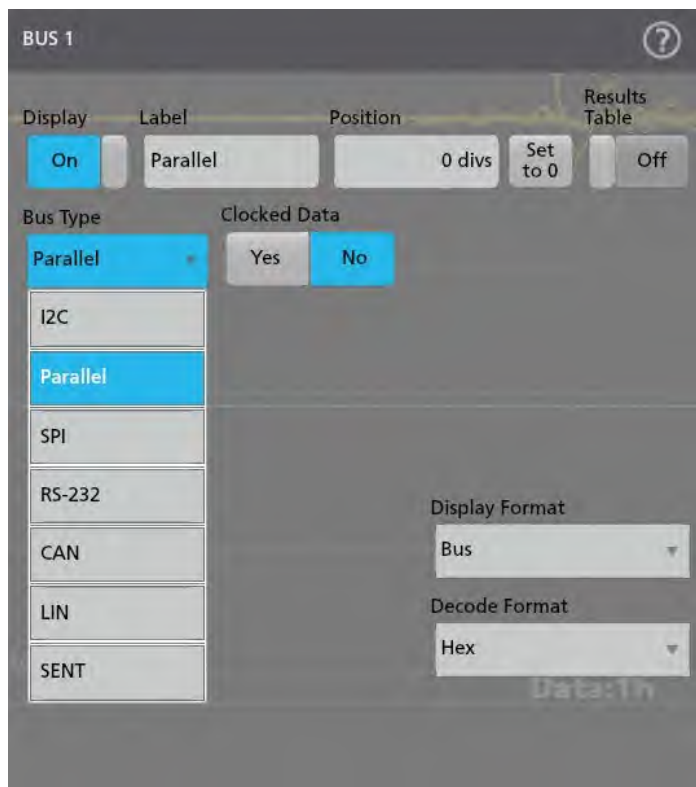 BUS 1
?
Display Label Position Results Table
On Parallel 0 divs Set to 0 Off
Bus Type Clocked Data
Parallel Yes No
I2C
Parallel
SPI
RS-232
CAN
LIN
SENT
Display Format
Bus
Decode Format
Hex
Data:1h